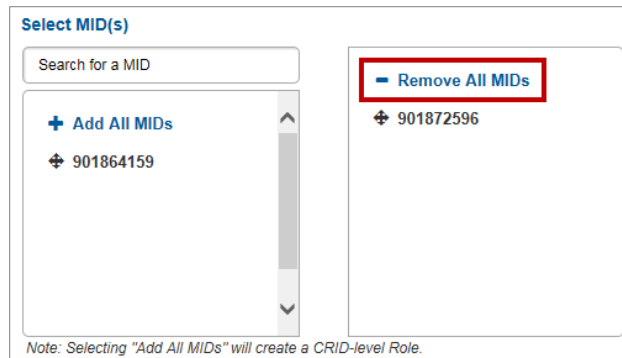 Select MID(s)
Search for a MID
Add All MIDs
901864159
Remove All MIDs
901872596
Note: Selecting "Add All MIDs" will create a CRID-level Role.